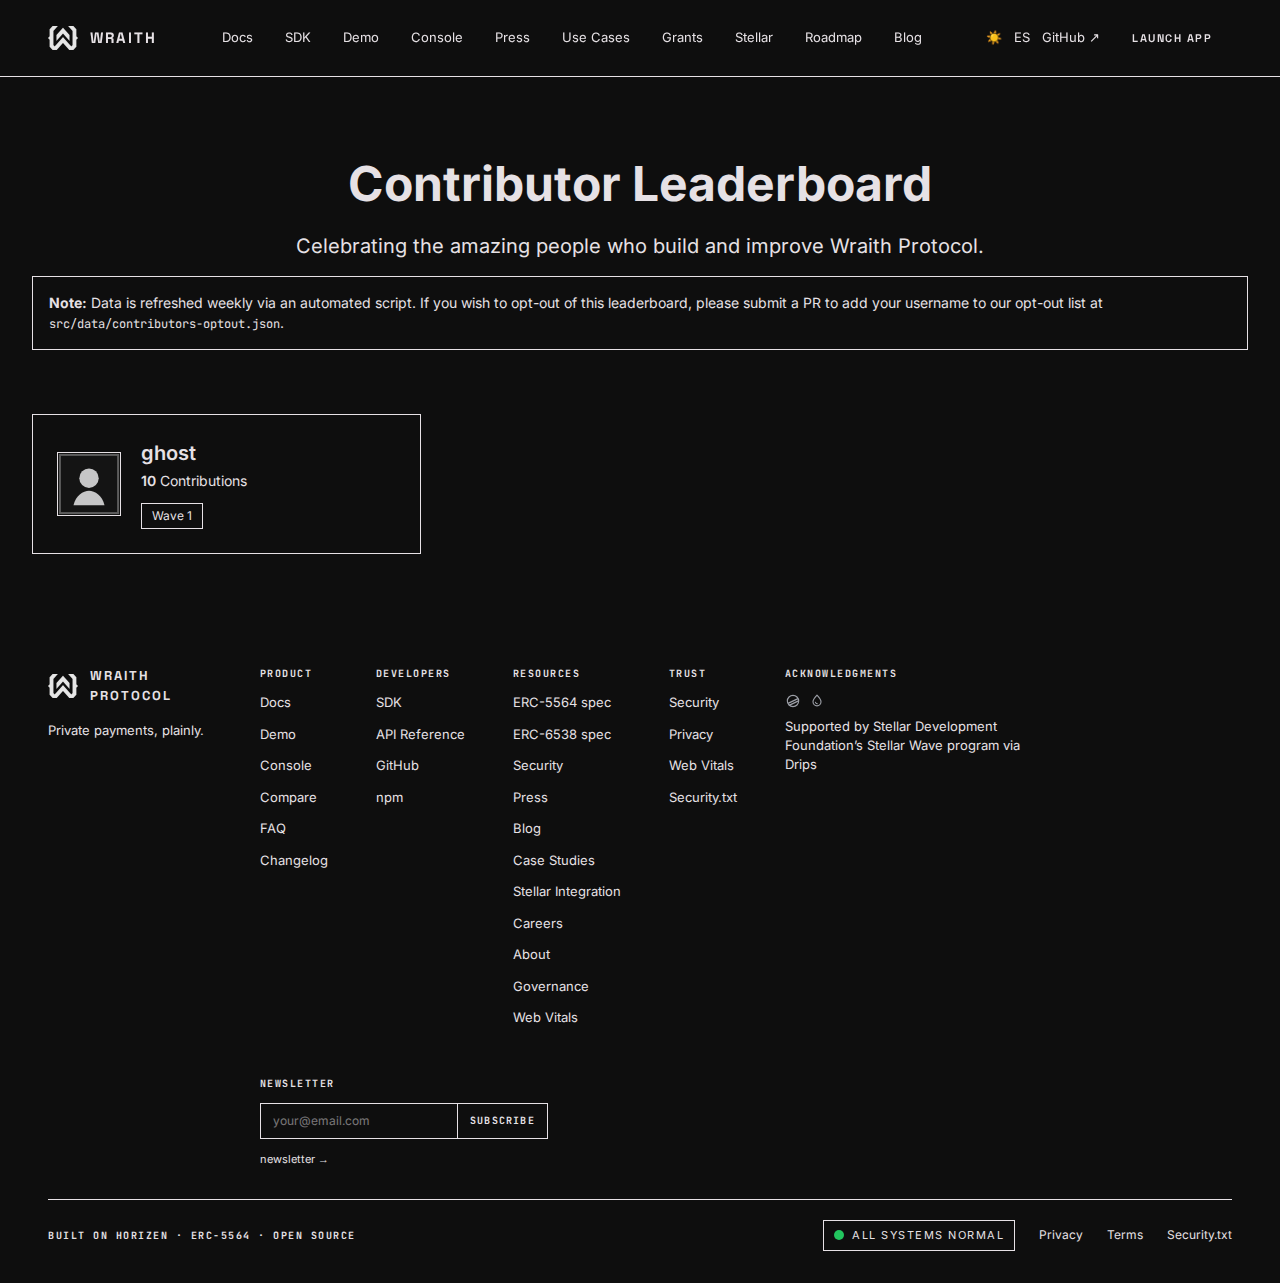 WRAITH
Docs SDK Demo Console Press Use Cases Grants Stellar Roadmap Blog ES GitHub ↗ LAUNCH APP
Contributor Leaderboard
Celebrating the amazing people who build and improve Wraith Protocol.
Note: Data is refreshed weekly via an automated script. If you wish to opt-out of this leaderboard, please submit a PR to add your username to our opt-out list at
src/data/contributors-optout.json.
ghost
10 Contributions
Wave 1
WRAITH
PROTOCOL
Private payments, plainly.
PRODUCT
Docs
Demo
Console
Compare
FAQ
Changelog
DEVELOPERS
SDK
API Reference
GitHub
npm
RESOURCES
ERC-5564 spec
ERC-6538 spec
Security
Press
Blog
Case Studies
Stellar Integration
Careers
About
Governance
Web Vitals
TRUST
Security
Privacy
Web Vitals
Security.txt
ACKNOWLEDGMENTS
Supported by Stellar Development
Foundation’s Stellar Wave program via
Drips
NEWSLETTER
your@email.com SUBSCRIBE
newsletter →
BUILT ON HORIZEN · ERC-5564 · OPEN SOURCE
ALL SYSTEMS NORMAL Privacy Terms Security.txt